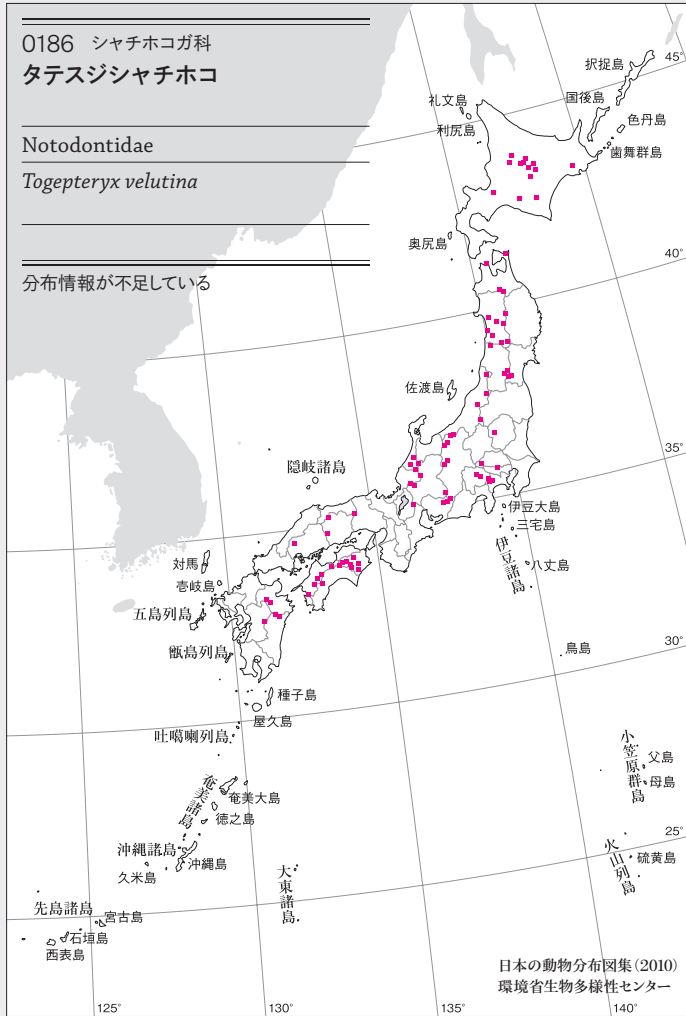 0186 シャチホコガ科
タテスジシャチホコ
Notodontidae
Togepteryx velutina
分布情報が不足している
択捉島
45°
国後島
礼文島
色丹島
利尻島
歯舞群島
奥尻島
40°
佐渡島
35°
隠岐諸島
伊豆大島
三宅島
伊豆諸島
八丈島
対馬
壱岐島
五島列島
甑島列島
鳥島
30°
種子島
屋久島
吐噶喇列島
小笠原群島
父島
母島
奄美諸島
奄美大島
徳之島
25°
沖縄諸島
沖縄島
久米島
火山列島
硫黄島
大東諸島
先島諸島
宮古島
石垣島
西表島
日本の動物分布図集(2010)
環境省生物多様性センター
125°
130°
135°
140°